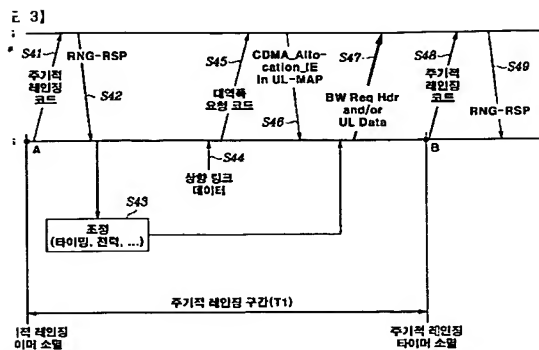 3】
S41
주기적
레인징
코드
RNG-RSP
S42
S45
대역폭
요청 코드
CDMA_Allo-
cation_IE
in UL-MAP
S46
S47
BW Req Hdr
and/or
UL Data
S48
주기적
레인징
코드
S49
RNG-RSP
A
B
S44
상향 링크
데이터
S43
조정
(타이밍, 전력, ...)
주기적 레인징 구간(T1)
적 레인징
이머 소멸
주기적 레인징
타이머 소멸